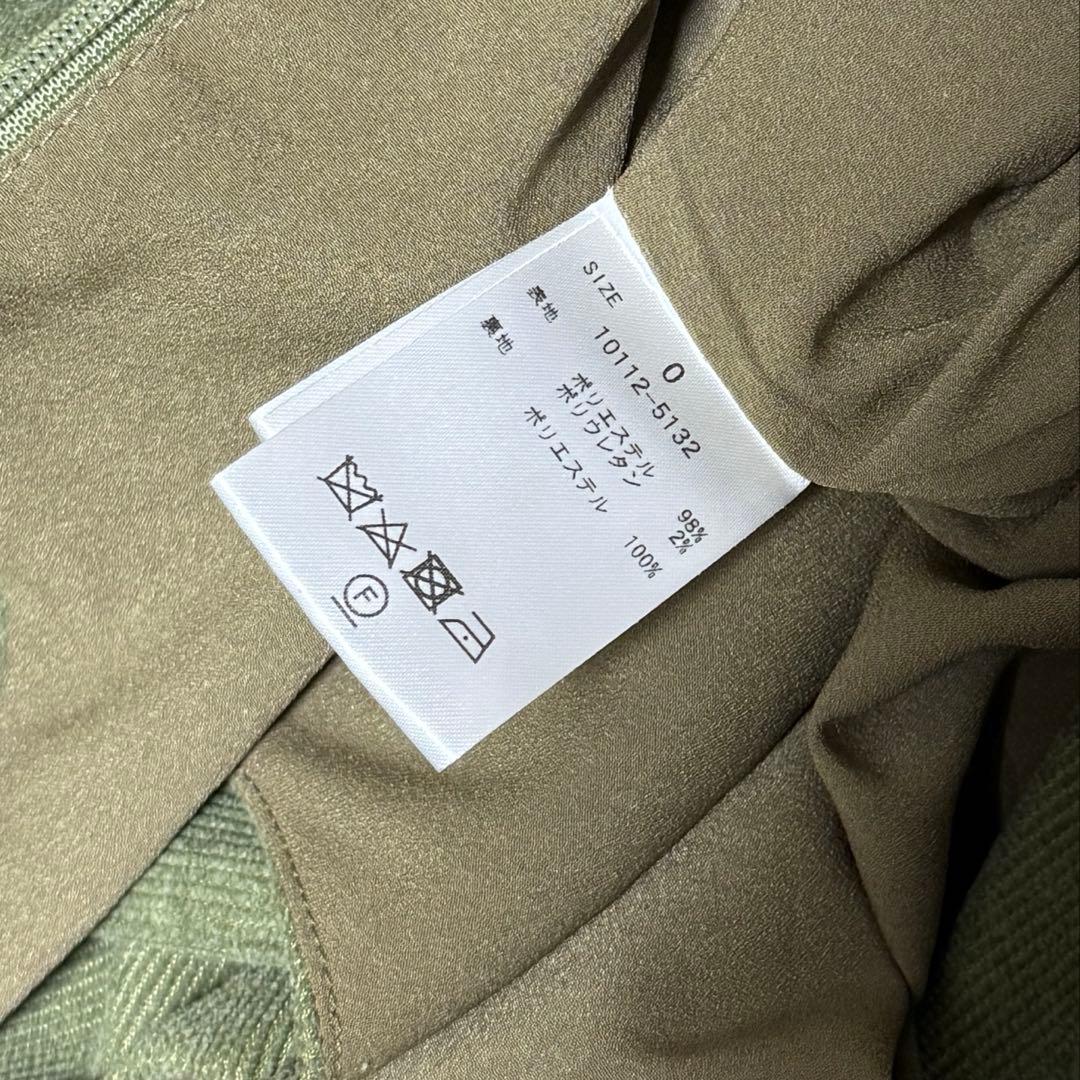 SIZE 0
10112-5132
表地 ポリエステル 98%
ポリウレタン 2%
裏地 ポリエステル 100%
F